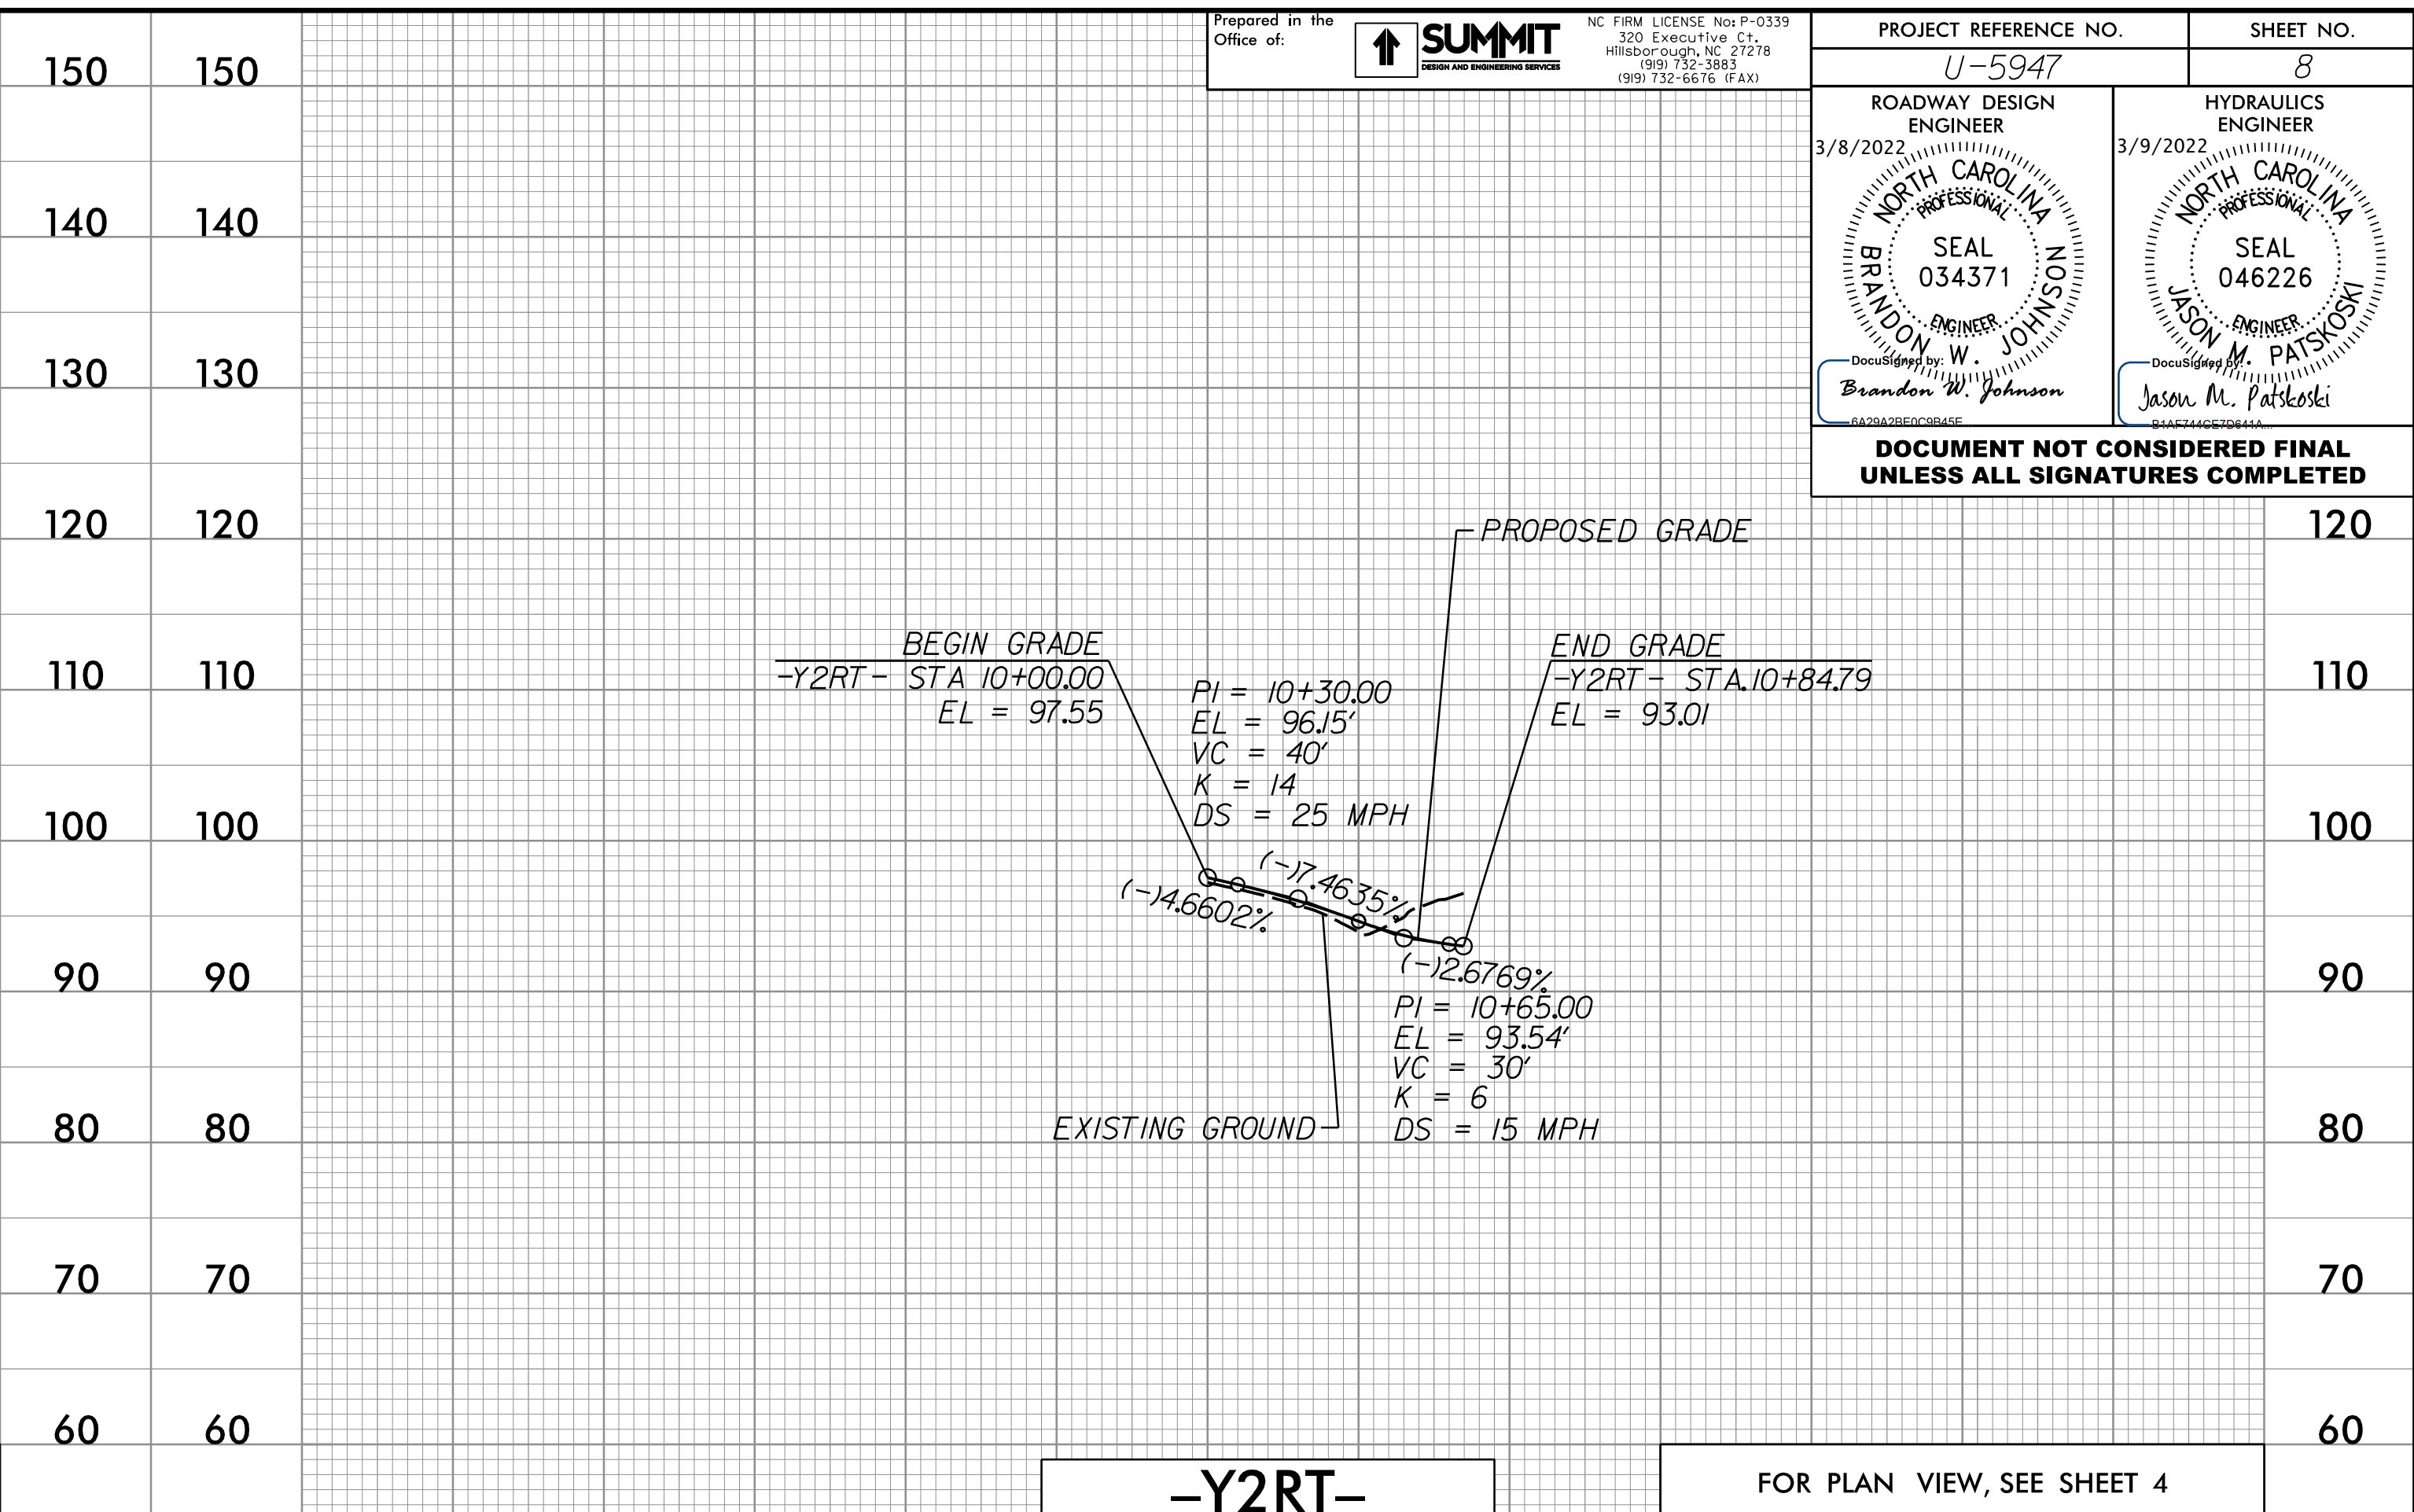 Prepared in the
Office of:
SUMMIT
DESIGN AND ENGINEERING SERVICES
NC FIRM LICENSE No: P-0339
320 Executive Ct.
Hillsborough, NC 27278
(919) 732-3883
(919) 732-6676 (FAX)
PROJECT REFERENCE NO.
SHEET NO.
U-5947
8
ROADWAY DESIGN
ENGINEER
HYDRAULICS
ENGINEER
3/8/2022
NORTH CAROLINA
PROFESSIONAL
SEAL
034371
ENGINEER
BRANDON W. JOHNSON
DocuSigned by:
Brandon W. Johnson
6A29A2BE0C9B45E...
3/9/2022
NORTH CAROLINA
PROFESSIONAL
SEAL
046226
ENGINEER
JASON M. PATSKOSKI
DocuSigned by:
Jason M. Patskoski
B1AF744CE7D641A...
DOCUMENT NOT CONSIDERED FINAL
UNLESS ALL SIGNATURES COMPLETED
150 150
140 140
130 130
120 120 120
PROPOSED GRADE
BEGIN GRADE
-Y2RT- STA 10+00.00
EL = 97.55
END GRADE
-Y2RT- STA. 10+84.79
EL = 93.01
110 110 110
PI = 10+30.00
EL = 96.15'
VC = 40'
K = 14
DS = 25 MPH
100 100 100
(-)4.6602%
(-)7.4635%
(-)2.6769%
90 90 90
PI = 10+65.00
EL = 93.54'
VC = 30'
K = 6
DS = 15 MPH
EXISTING GROUND
80 80 80
70 70 70
60 60 60
-Y2RT-
FOR PLAN VIEW, SEE SHEET 4